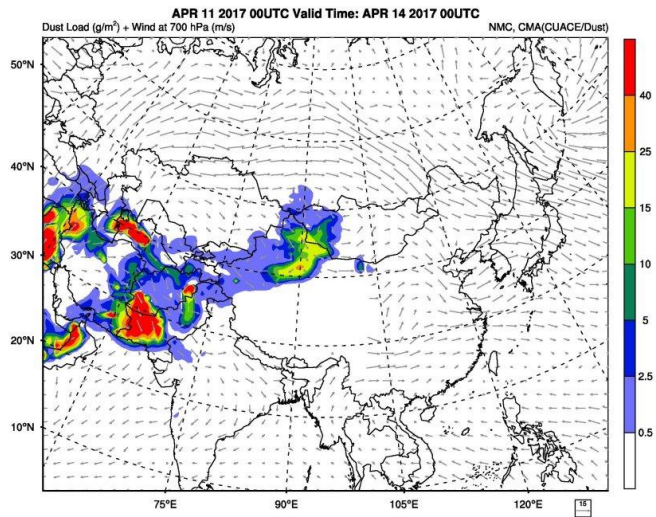 APR 11 2017 00UTC Valid Time: APR 14 2017 00UTC
Dust Load (g/m²) + Wind at 700 hPa (m/s) NMC, CMA(CUACE/Dust)
50°N
40°N
30°N
20°N
10°N
75°E 90°E 105°E 120°E
40
25
15
10
5
2.5
0.5
15